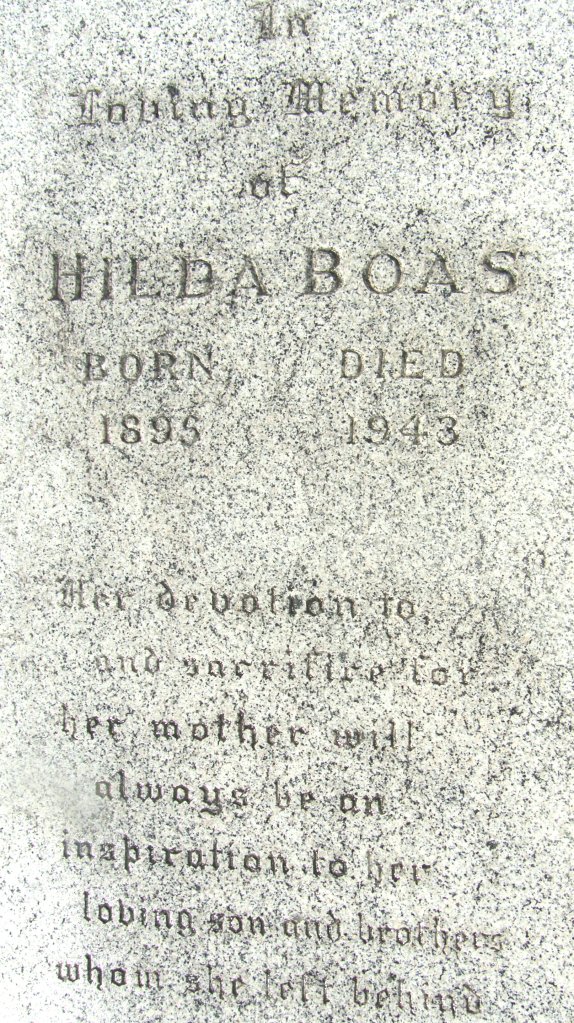 In
Loving Memory
of
HILDA BOAS
BORN DIED
1895 1943
Her devotion to
and sacrifice for
her mother will
always be an
inspiration to her
loving son and brothers
whom she left behind